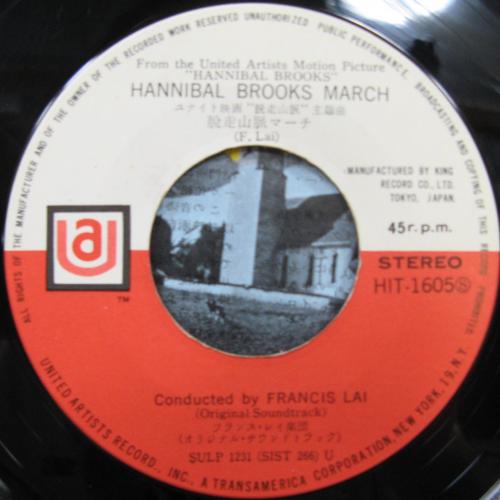 ALL RIGHTS OF THE MANUFACTURER AND OF THE OWNER OF THE RECORDED WORK RESERVED UNAUTHORIZED PUBLIC PERFORMANCE, BROADCASTING AND COPYING OF THIS RECORD PROHIBITED
From the United Artists Motion Picture
"HANNIBAL BROOKS"
HANNIBAL BROOKS MARCH
ユナイト映画 "脱走山脈" 主題曲
脱走山脈マーチ
(F. Lai)
MANUFACTURED BY KING
RECORD CO., LTD.
TOKYO, JAPAN.
45 r. p. m.
UA
TM
STEREO
HIT-1605Ⓢ
Conducted by FRANCIS LAI
(Original Soundtrack)
フランス・レイ楽団
(オリジナル・サウンドトラック)
SULP 1231 (SIST 266) U
UNITED ARTISTS RECORD., INC., A TRANSAMERICA CORPORATION, NEW YORK, 19, N.Y.